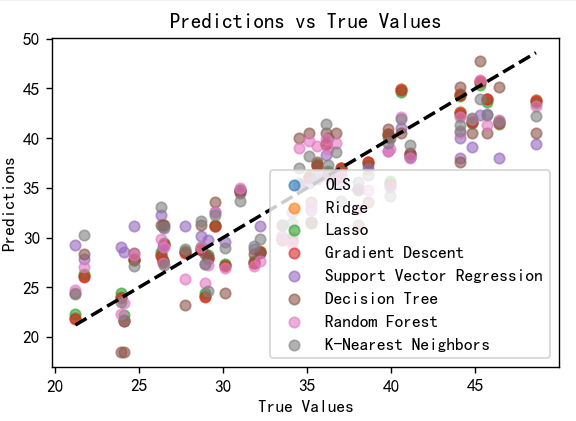 Predictions vs True Values
50
45
40
35
30
25
20
Predictions
OLS
Ridge
Lasso
Gradient Descent
Support Vector Regression
Decision Tree
Random Forest
K-Nearest Neighbors
20 25 30 35 40 45
True Values